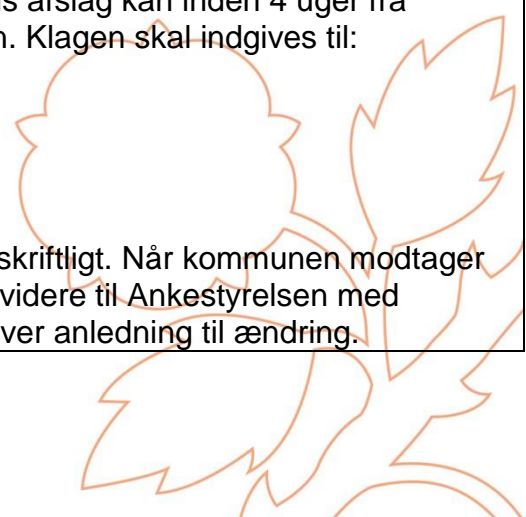 afslag kan inden 4 uger fra
Klagen skal indgives til:
skriftligt. Når kommunen modtager
videre til Ankestyrelsen med
ver anledning til ændring.